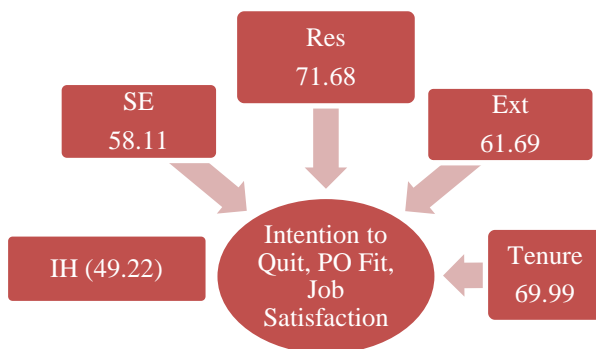 Res
71.68
SE
58.11
Ext
61.69
IH (49.22)
Intention to
Quit, PO Fit,
Job
Satisfaction
Tenure
69.99